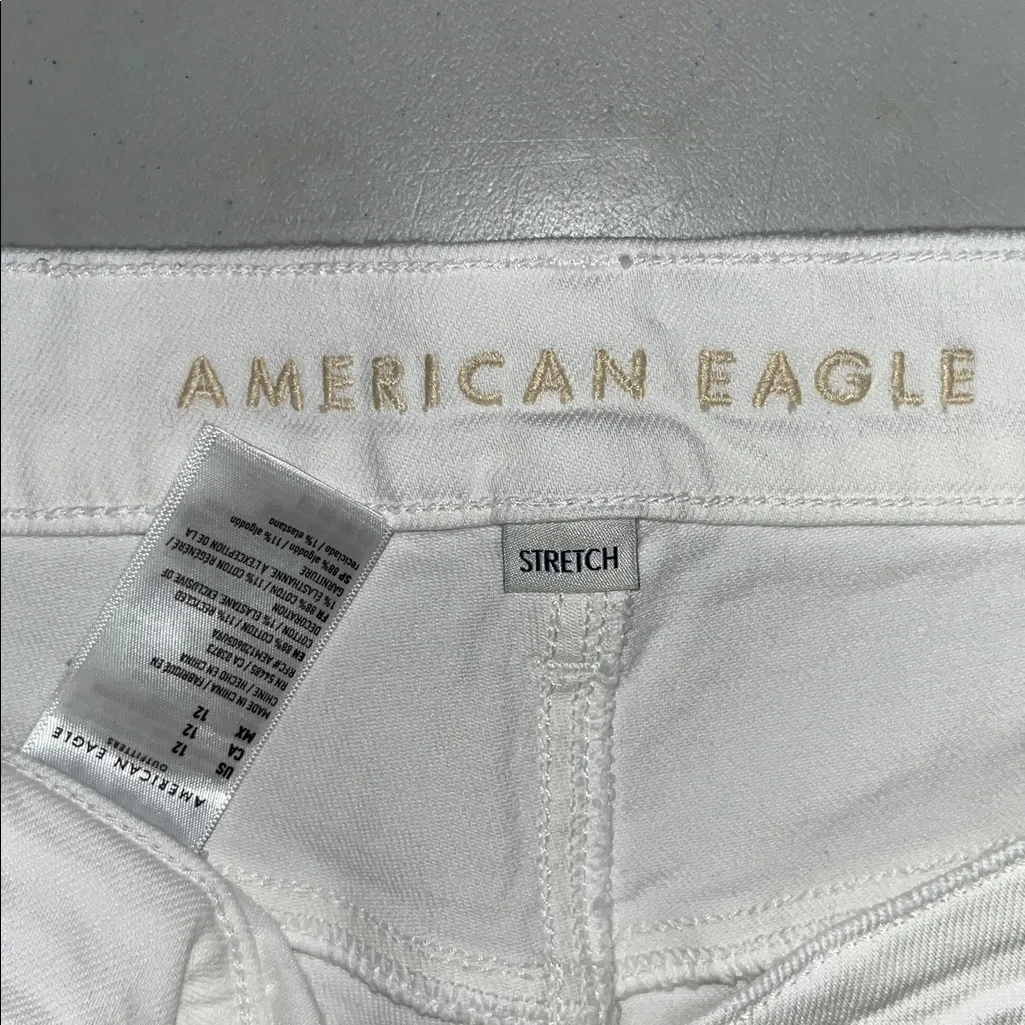 AMERICAN EAGLE
STRETCH
AMERICAN EAGLE
OUTFITTERS
US 12
CA 12
MX 12
MADE IN CHINA / FABRIQUÉ EN
CHINE / HECHO EN CHINA
RN 54485 / CA 03873
RFC# AEN120605UNA
EN 88% COTTON / 11% RECYCLED
COTTON / 1% ELASTANE EXCLUSIVE OF
DECORATION
FR 88% COTON / 11% COTON RÉGÉNÉRÉ /
1% ÉLASTHANNE À L'EXCEPTION DE LA
GARNITURE
SP 88% algodón / 11% algodón
reciclado / 1% elastano